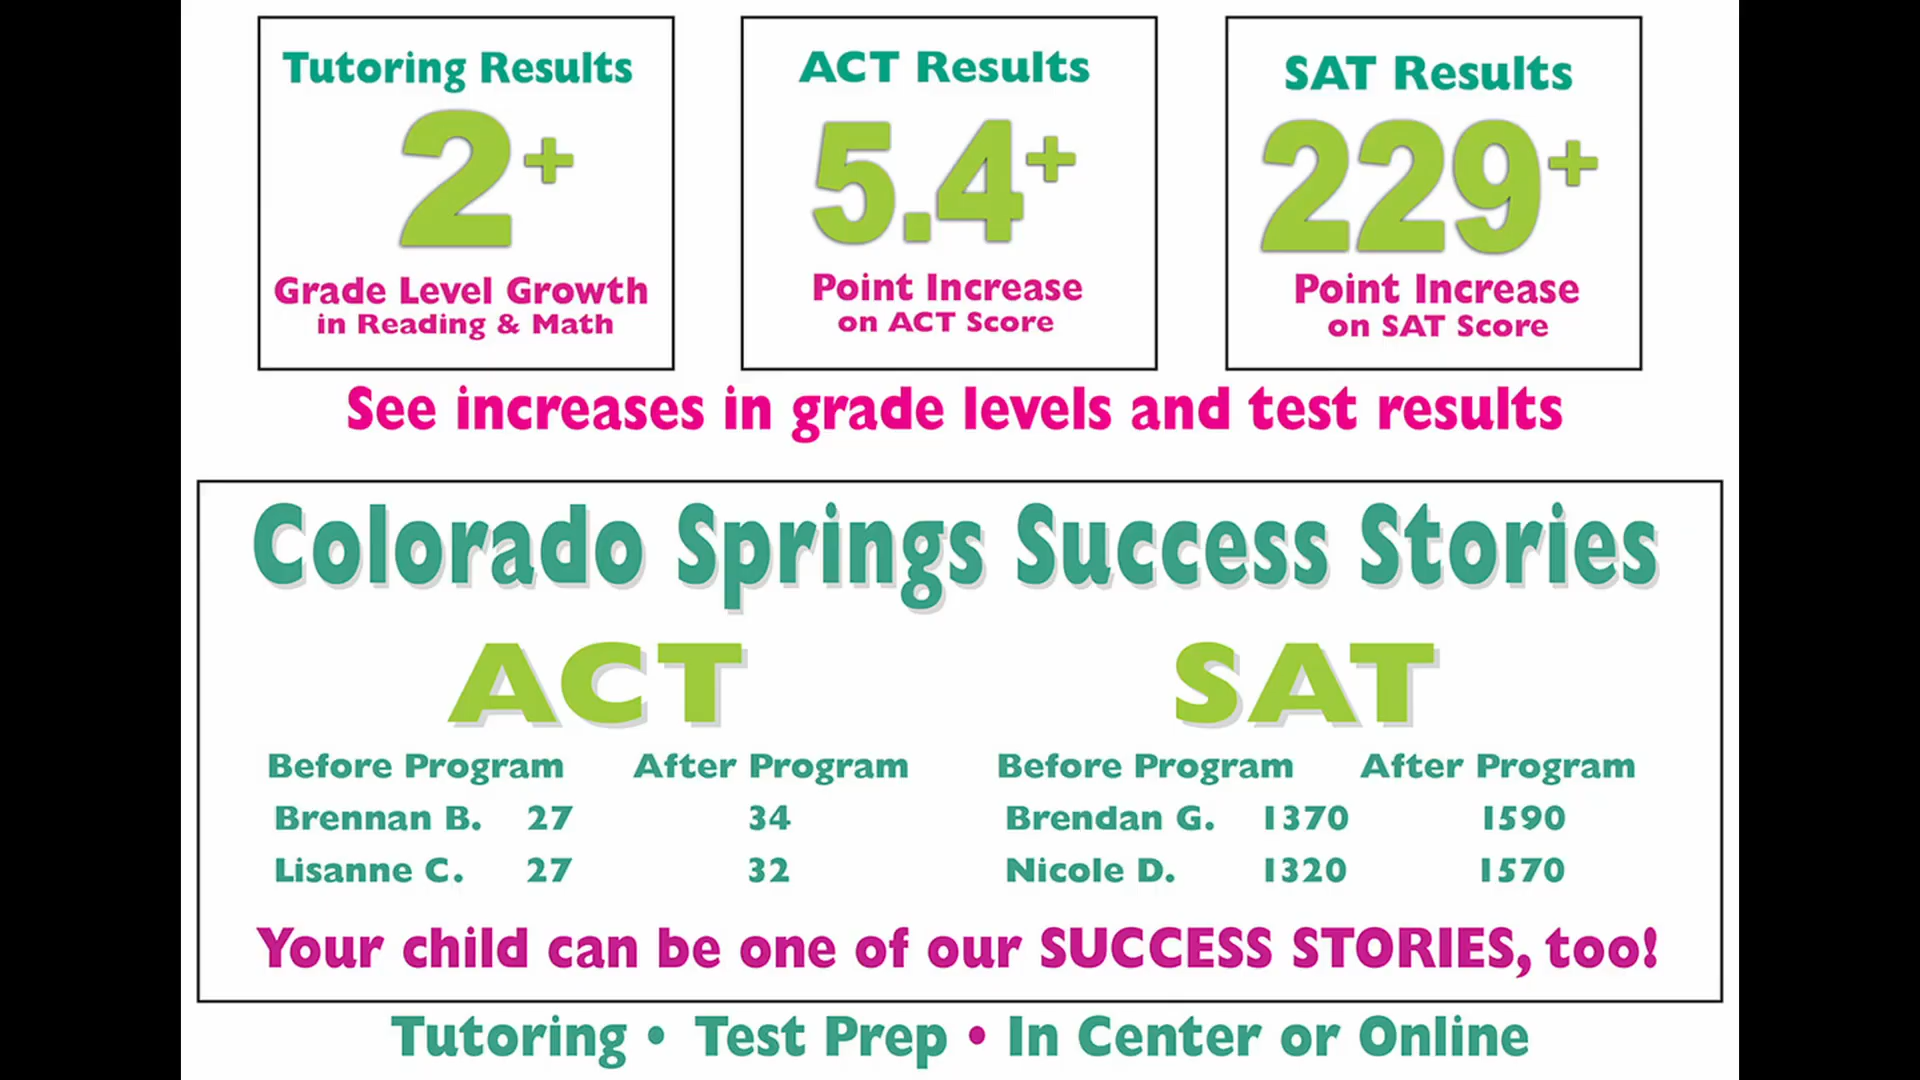 Tutoring Results
2+
Grade Level Growth
in Reading & Math
ACT Results
5.4+
Point Increase
on ACT Score
SAT Results
229+
Point Increase
on SAT Score
See increases in grade levels and test results
Colorado Springs Success Stories
ACT
Before Program After Program
Brennan B. 27 34
Lisanne C. 27 32
SAT
Before Program After Program
Brendan G. 1370 1590
Nicole D. 1320 1570
Your child can be one of our SUCCESS STORIES, too!
Tutoring • Test Prep • In Center or Online